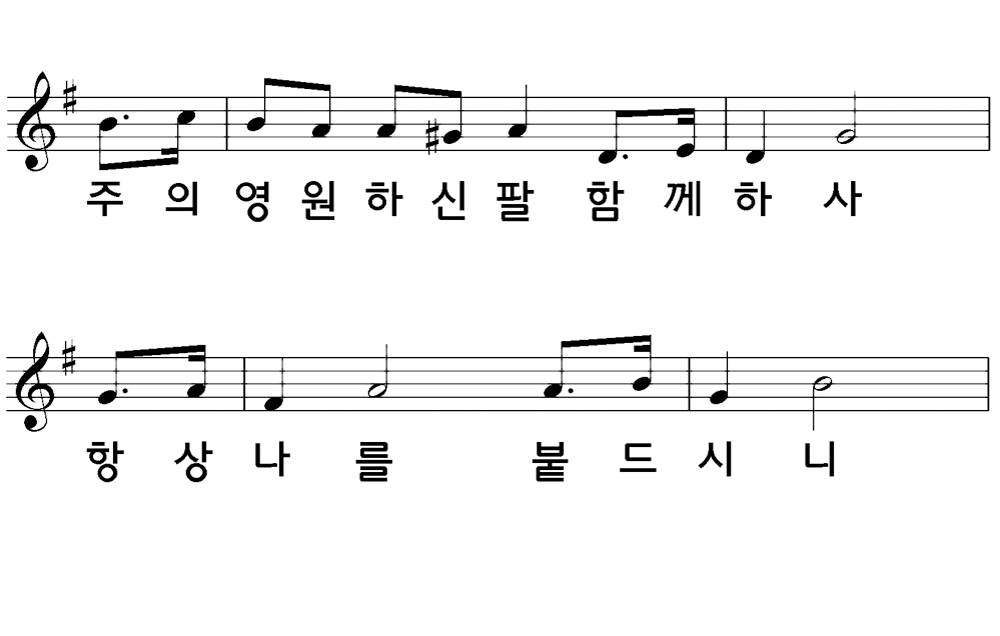 주 의 영 원 하 신 팔 함 께 하 사
항 상 나 를 붙 드 시 니